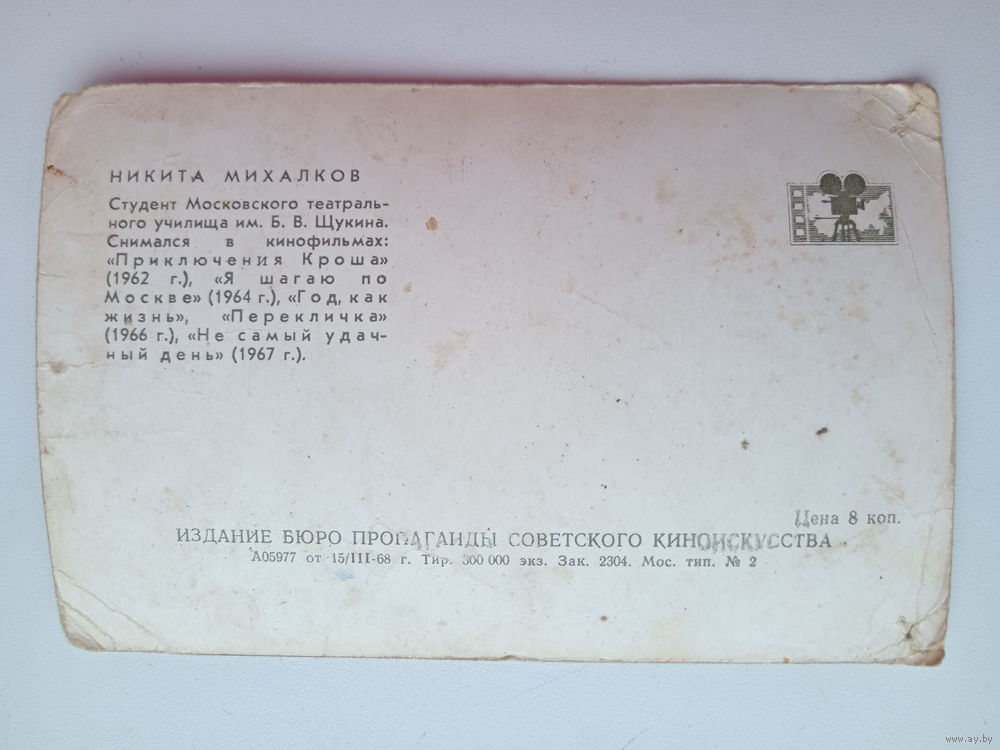 НИКИТА МИХАЛКОВ
Студент Московского театраль-
ного училища им. Б. В. Щукина.
Снимался в кинофильмах:
«Приключения Кроша»
(1962 г.), «Я шагаю по
Москве» (1964 г.), «Год, как
жизнь», «Перекличка»
(1966 г.), «Не самый удач-
ный день» (1967 г.).
Цена 8 коп.
ИЗДАНИЕ БЮРО ПРОПАГАНДЫ СОВЕТСКОГО КИНОИСКУССТВА
А05977 от 15/III-68 г. Тир. 300 000 экз. Зак. 2304. Мос. тип. № 2
www.ay.by